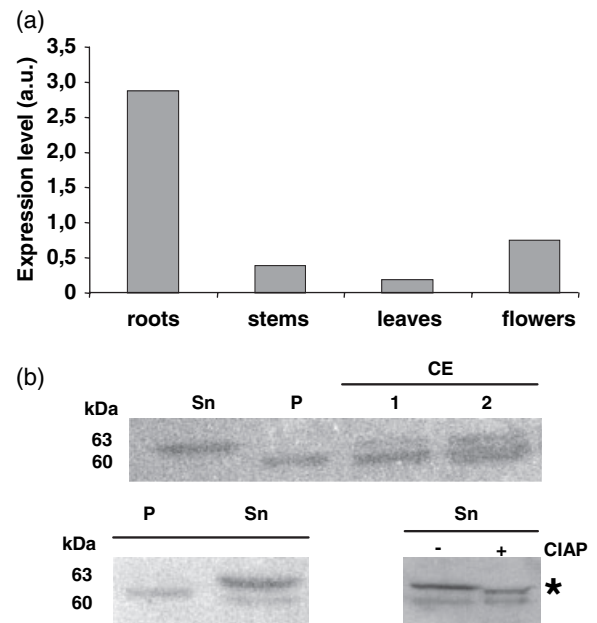 (a)
Expression level (a.u.)
3,5
3,0
2,5
2,0
1,5
1,0
0,5
0
roots stems leaves flowers
(b)
CE
kDa Sn P 1 2
63
60
P Sn Sn
kDa - + CIAP
63
60
*